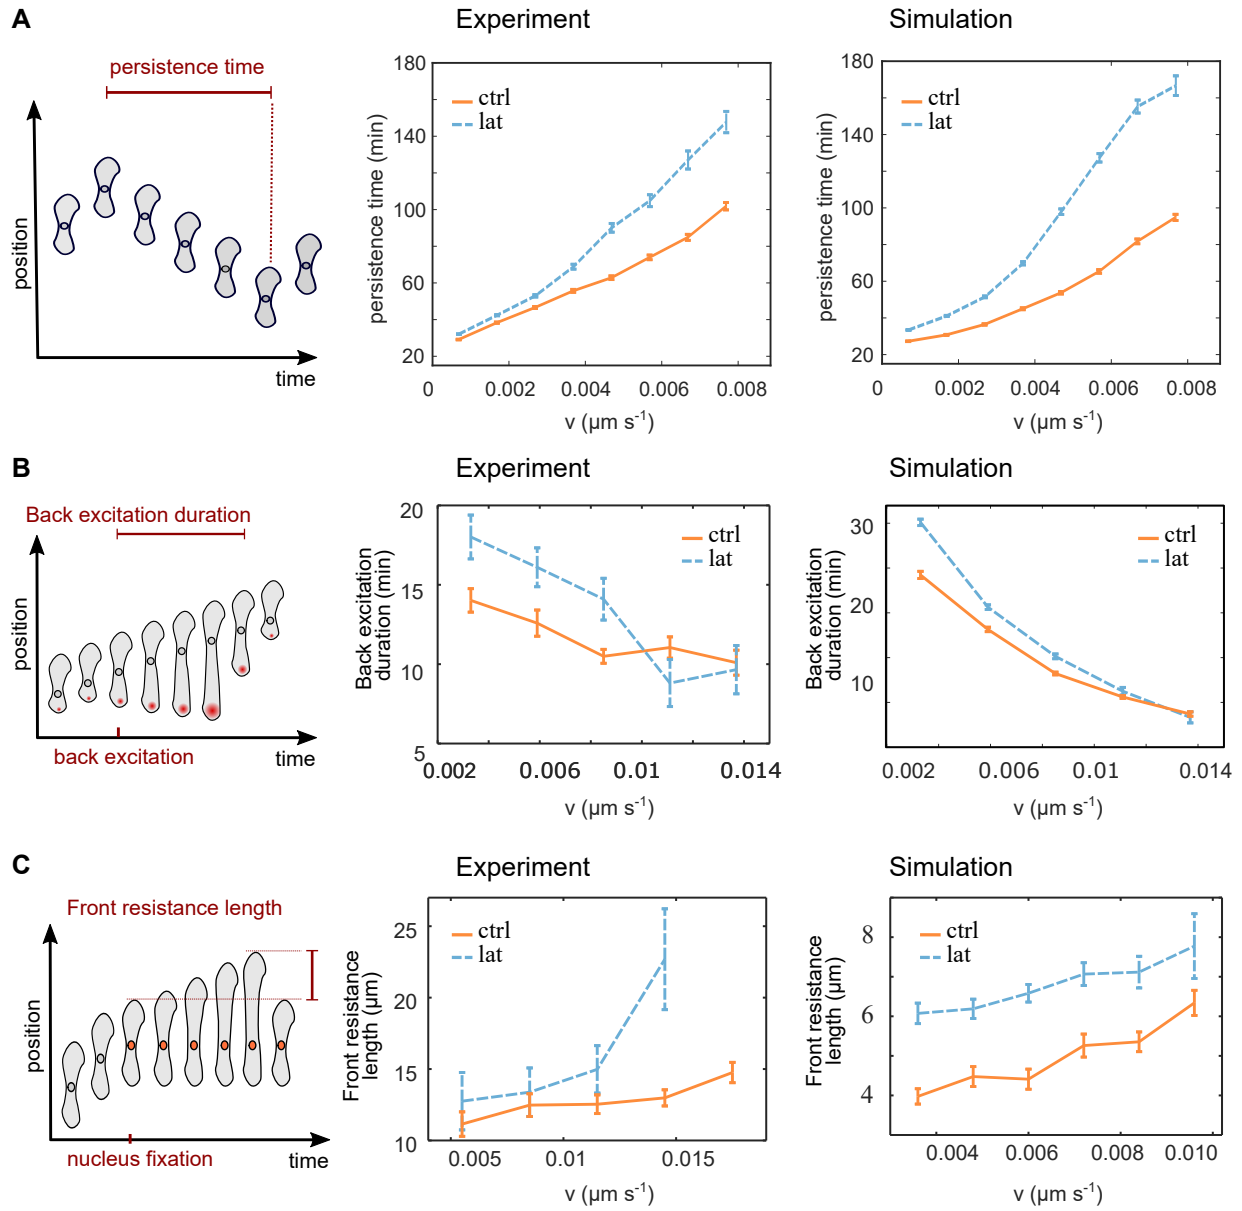 A
Experiment
Simulation
persistence time
position
time
persistence time (min)
180
140
100
60
20
ctrl
lat
0 0.002 0.004 0.006 0.008
v (µm s⁻¹)
persistence time (min)
180
140
100
60
20
ctrl
lat
0 0.002 0.004 0.006 0.008
v (µm s⁻¹)
B
Experiment
Simulation
Back excitation duration
position
back excitation
time
Back excitation
duration (min)
20
15
10
5
ctrl
lat
0.002 0.006 0.01 0.014
v (µm s⁻¹)
Back excitation
duration (min)
30
20
10
ctrl
lat
0.002 0.006 0.01 0.014
v (µm s⁻¹)
C
Experiment
Simulation
Front resistance length
position
nucleus fixation
time
Front resistance
length (µm)
25
20
15
10
ctrl
lat
0.005 0.01 0.015
v (µm s⁻¹)
Front resistance
length (µm)
8
6
4
ctrl
lat
0.004 0.006 0.008 0.010
v (µm s⁻¹)